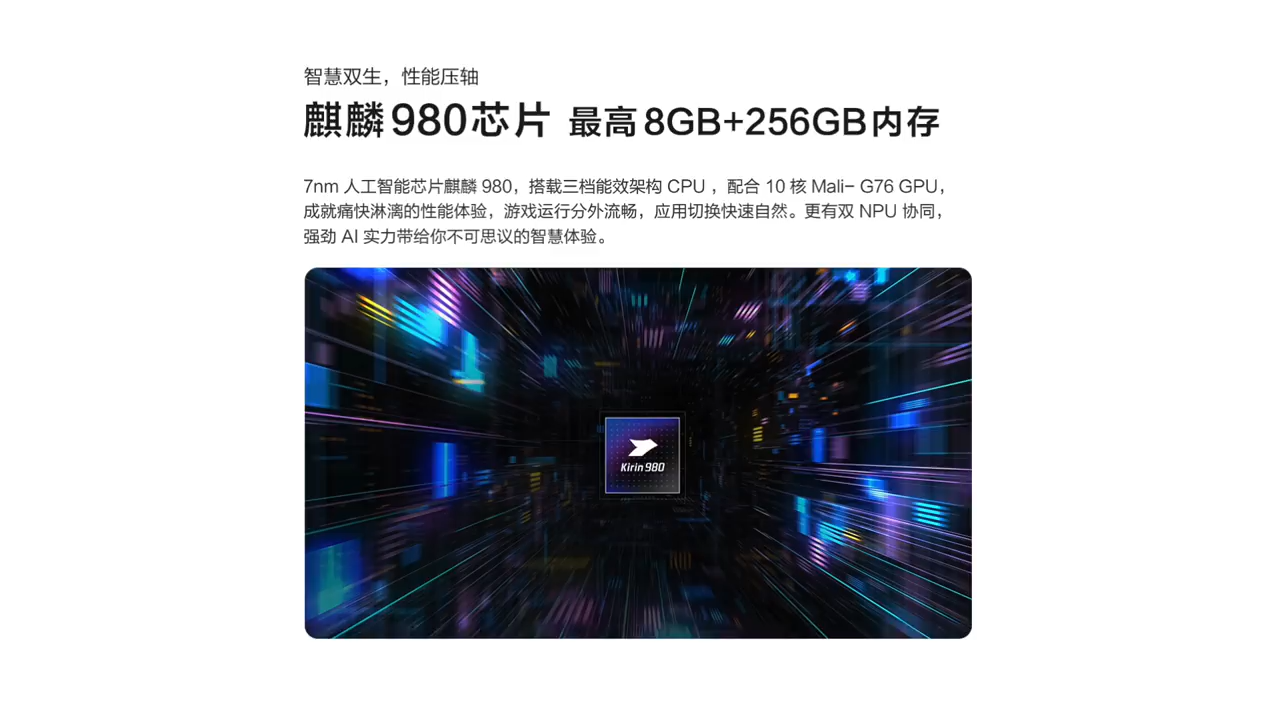 智慧双生，性能压轴
麒麟980芯片 最高8GB+256GB内存
7nm 人工智能芯片麒麟 980，搭载三档能效架构 CPU ，配合 10 核 Mali- G76 GPU，
成就痛快淋漓的性能体验，游戏运行分外流畅，应用切换快速自然。更有双 NPU 协同，
强劲 AI 实力带给你不可思议的智慧体验。
Kirin 980